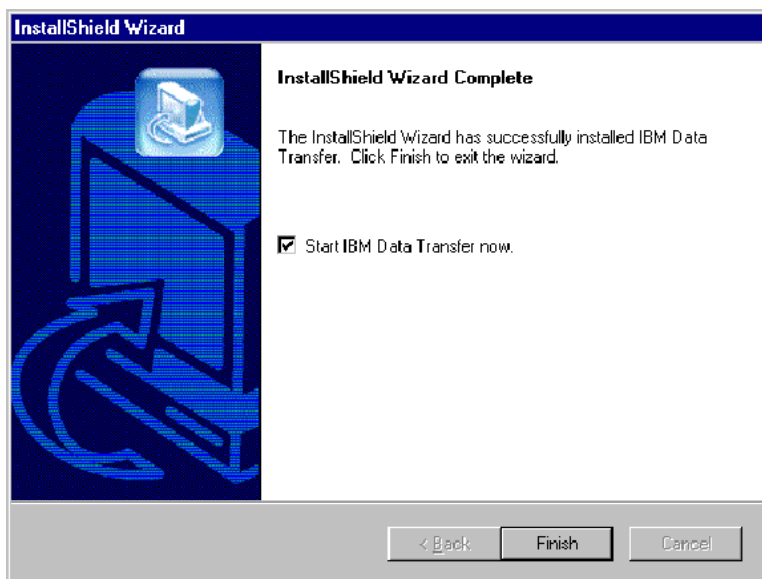 InstallShield Wizard
InstallShield Wizard Complete
The InstallShield Wizard has successfully installed IBM Data
Transfer. Click Finish to exit the wizard.
Start IBM Data Transfer now.
< Back
Finish
Cancel